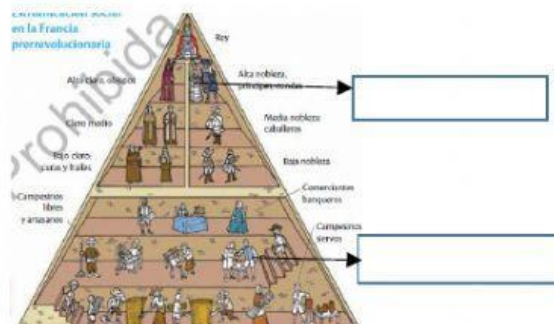 Estratificación social
en la Francia
prerrevolucionaria
Prohibida
Rey
Alto clero, obispos
Alta nobleza,
príncipes, condes
Clero medio
Media nobleza
caballeros
Bajo clero
curas y frailes
Baja nobleza
Comerciantes
banqueros
Campesinos
libres
y artesanos
Campesinos
siervos